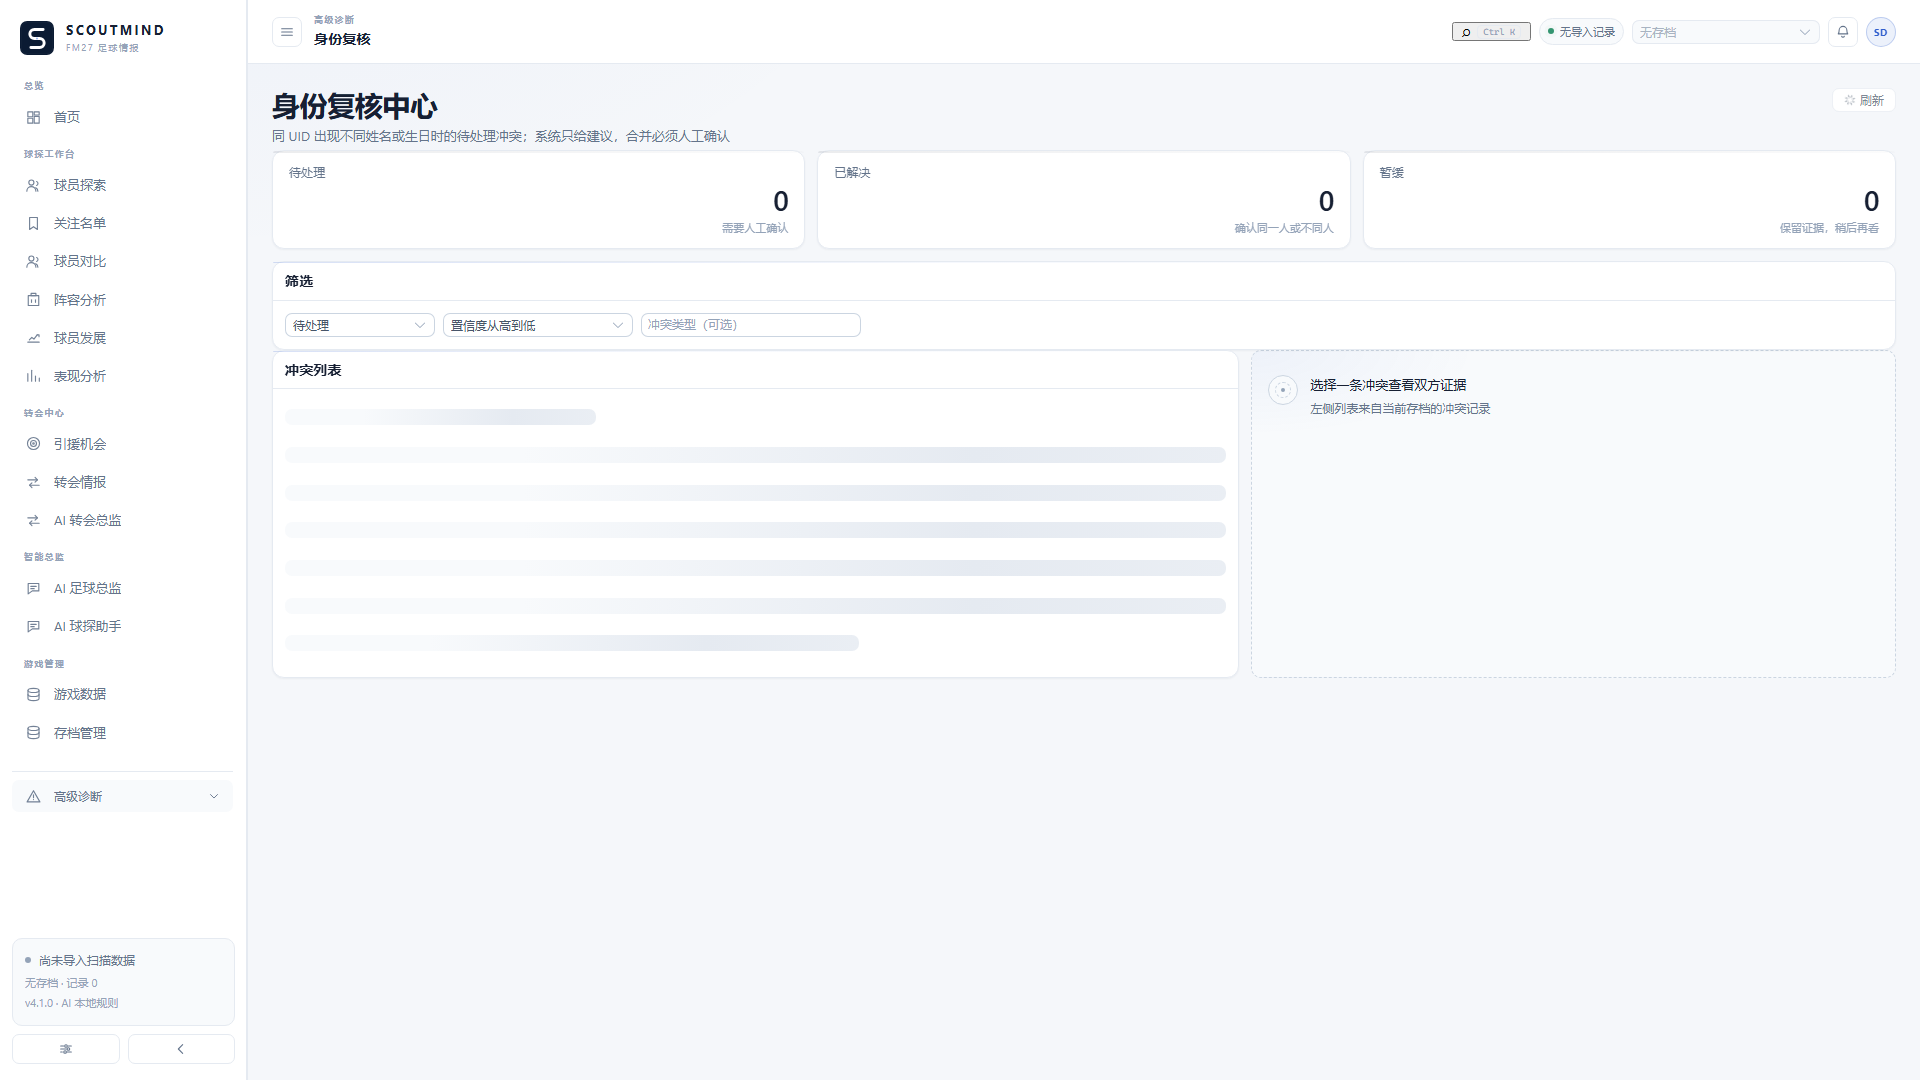 SCOUTMIND
FM27 足球情报
总览
首页
球探工作台
球员探索
关注名单
球员对比
阵容分析
球员发展
表现分析
转会中心
引援机会
转会情报
AI 转会总监
智能总监
AI 足球总监
AI 球探助手
游戏管理
游戏数据
存档管理
高级诊断
尚未导入扫描数据
无存档 · 记录 0
v4.1.0 · AI 本地规则
高级诊断
身份复核
Ctrl K
无导入记录
无存档
SD
身份复核中心
同 UID 出现不同姓名或生日时的待处理冲突；系统只给建议，合并必须人工确认
刷新
待处理
0
需要人工确认
已解决
0
确认同一人或不同人
暂缓
0
保留证据，稍后再看
筛选
待处理
置信度从高到低
冲突类型（可选）
冲突列表
选择一条冲突查看双方证据
左侧列表来自当前存档的冲突记录